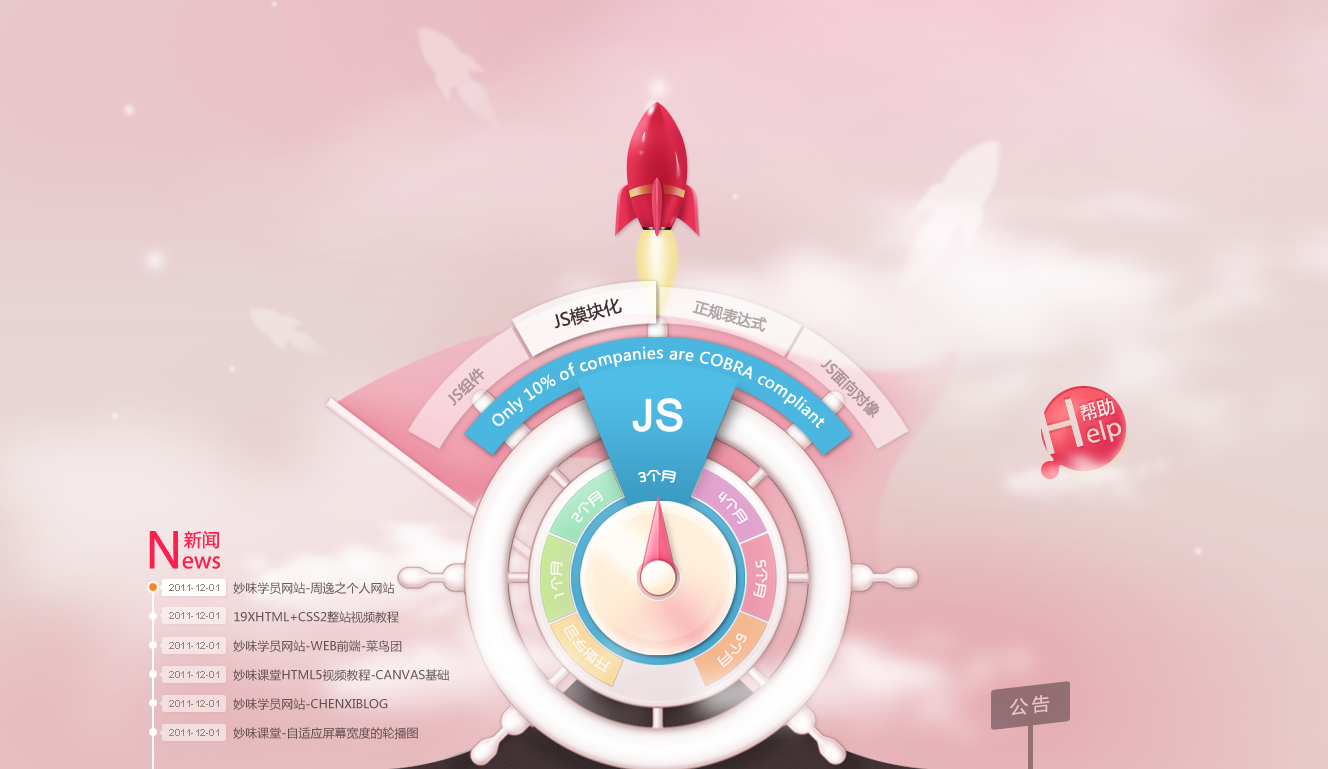 JS组件
JS模块化
正规表达式
JS面向对像
Only 10% of companies are COBRA compliant
JS
3个月
2个月
4个月
1个月
5个月
开始学习
6个月
帮助
Help
新闻
News
2011-12-01 妙味学员网站-周逸之个人网站
2011-12-01 19XHTML+CSS2整站视频教程
2011-12-01 妙味学员网站-WEB前端-菜鸟团
2011-12-01 妙味课堂HTML5视频教程-CANVAS基础
2011-12-01 妙味学员网站-CHENXIBLOG
2011-12-01 妙味课堂-自适应屏幕宽度的轮播图
公告